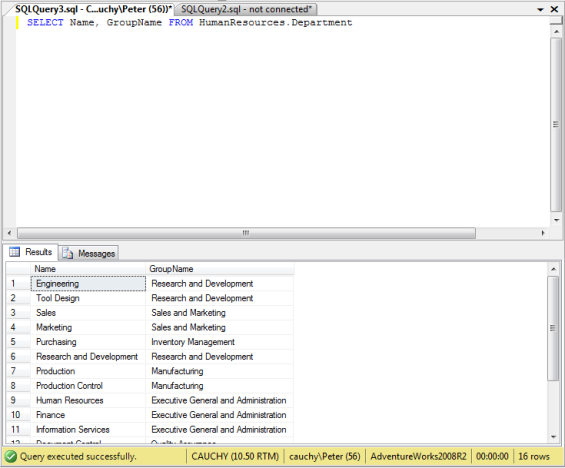 SQLQuery3.sql - C...uchy\Peter (56))* SQLQuery2.sql - not connected*
SELECT Name, GroupName FROM HumanResources.Department
Results Messages
Name GroupName
1 Engineering Research and Development
2 Tool Design Research and Development
3 Sales Sales and Marketing
4 Marketing Sales and Marketing
5 Purchasing Inventory Management
6 Research and Development Research and Development
7 Production Manufacturing
8 Production Control Manufacturing
9 Human Resources Executive General and Administration
10 Finance Executive General and Administration
11 Information Services Executive General and Administration
12 Document Control Quality Assurance
Query executed successfully. CAUCHY (10.50 RTM) cauchy\Peter (56) AdventureWorks2008R2 00:00:00 16 rows